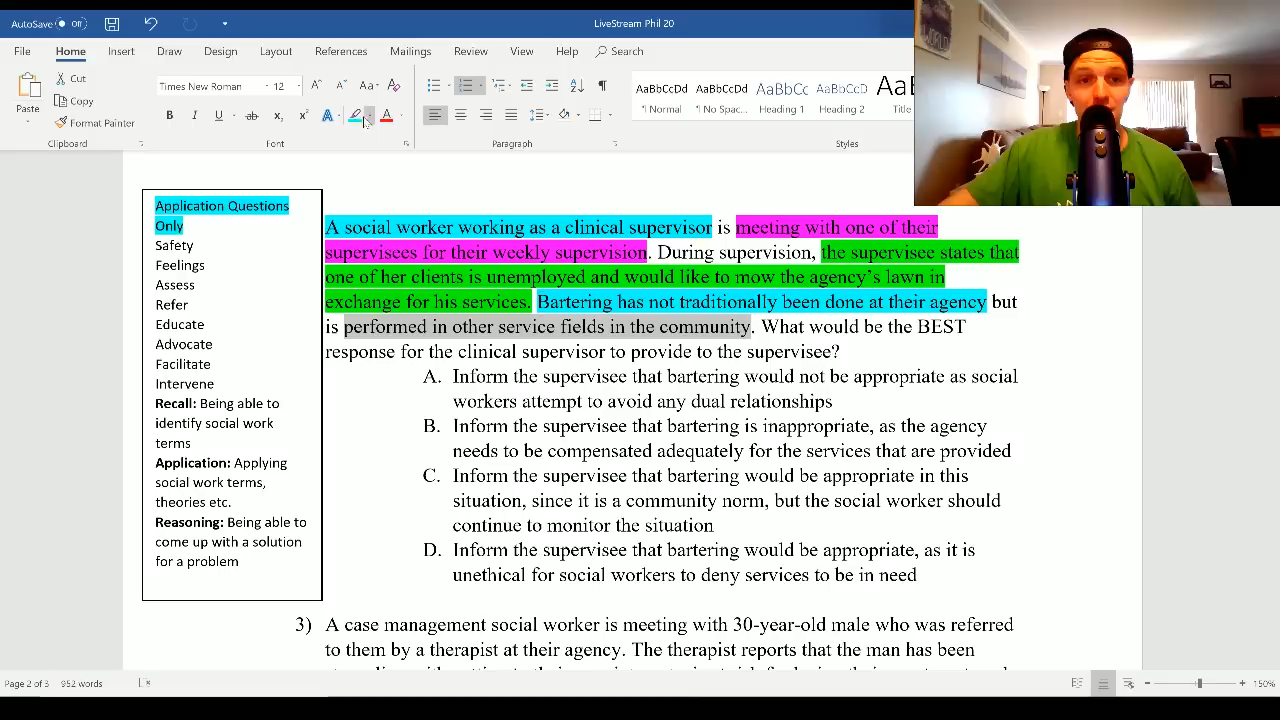 AutoSave Off LiveStream Phil 20
File Home Insert Draw Design Layout References Mailings Review View Help Search
Paste Cut Copy Format Painter
Times New Roman 12
Aa A
B I U ab x₂ x² A A
AaBbCcDd AaBbCcDd AaBbCc AaBbCcD Aa
¶ Normal ¶ No Spac... Heading 1 Heading 2 Title
Clipboard Font Paragraph Styles
Application Questions
Only
Safety
Feelings
Assess
Refer
Educate
Advocate
Facilitate
Intervene
Recall: Being able to
identify social work
terms
Application: Applying
social work terms,
theories etc.
Reasoning: Being able to
come up with a solution
for a problem
A social worker working as a clinical supervisor is meeting with one of their
supervisees for their weekly supervision. During supervision, the supervisee states that
one of her clients is unemployed and would like to mow the agency's lawn in
exchange for his services. Bartering has not traditionally been done at their agency but
is performed in other service fields in the community. What would be the BEST
response for the clinical supervisor to provide to the supervisee?
A. Inform the supervisee that bartering would not be appropriate as social
workers attempt to avoid any dual relationships
B. Inform the supervisee that bartering is inappropriate, as the agency
needs to be compensated adequately for the services that are provided
C. Inform the supervisee that bartering would be appropriate in this
situation, since it is a community norm, but the social worker should
continue to monitor the situation
D. Inform the supervisee that bartering would be appropriate, as it is
unethical for social workers to deny services to be in need
3) A case management social worker is meeting with 30-year-old male who was referred
to them by a therapist at their agency. The therapist reports that the man has been
Page 2 of 3 952 words 150%